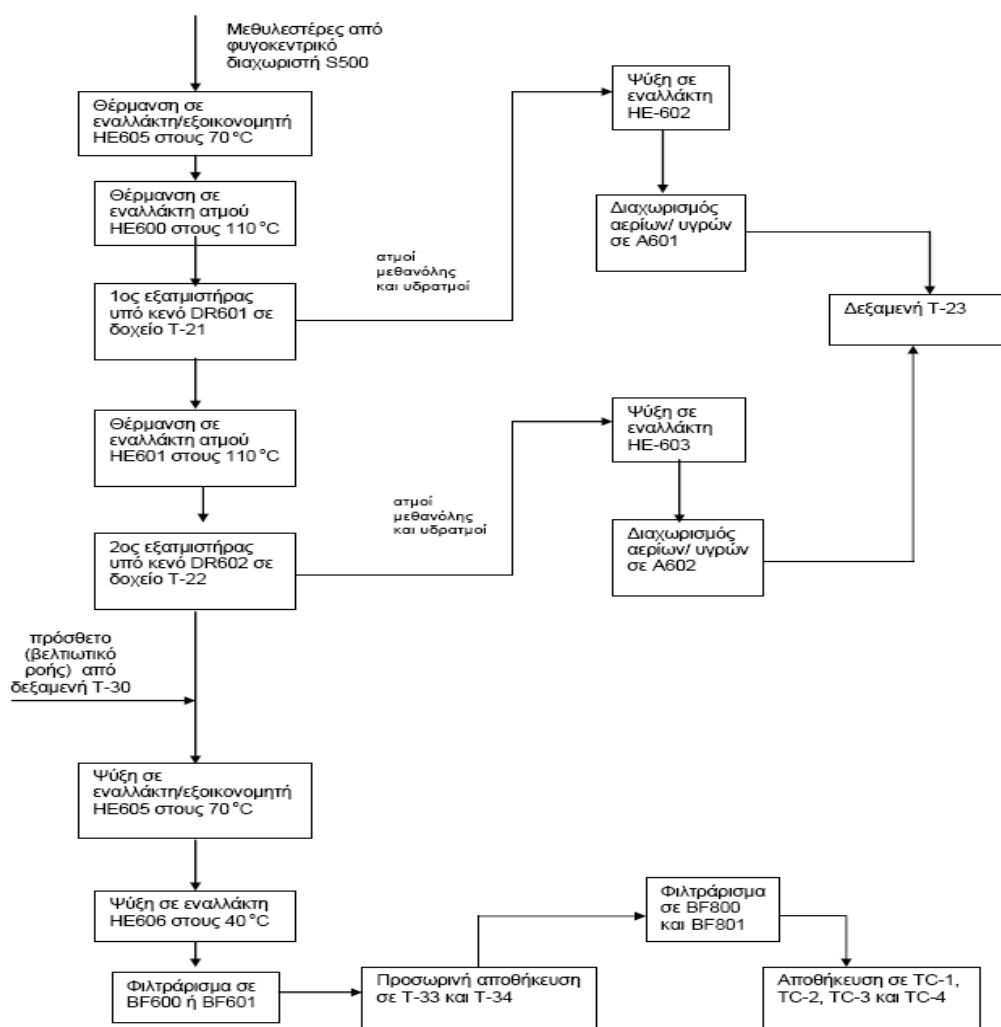 Μεθυλεστέρες από
φυγοκεντρικό
διαχωριστή S500
Θέρμανση σε
εναλλάκτη/εξοικονομητή
HE605 στους 70 °C
Θέρμανση σε
εναλλάκτη ατμού
HE600 στους 110 °C
1ος εξατμιστήρας
υπό κενό DR601 σε
δοχείο T-21
ατμοί
μεθανόλης
και υδρατμοί
Ψύξη σε
εναλλάκτη
HE-602
Διαχωρισμός
αερίων/ υγρών
σε A601
Δεξαμενή T-23
Θέρμανση σε
εναλλάκτη ατμού
HE601 στους 110 °C
2ος εξατμιστήρας
υπό κενό DR602 σε
δοχείο T-22
ατμοί
μεθανόλης
και υδρατμοί
Ψύξη σε
εναλλάκτη
HE-603
Διαχωρισμός
αερίων/ υγρών
σε A602
πρόσθετο
(βελτιωτικό
ροής) από
δεξαμενή T-30
Ψύξη σε
εναλλάκτη/εξοικονομητή
HE605 στους 70 °C
Ψύξη σε εναλλάκτη
HE606 στους 40 °C
Φιλτράρισμα σε
BF600 ή BF601
Προσωρινή αποθήκευση
σε T-33 και T-34
Φιλτράρισμα
σε BF800
και BF801
Αποθήκευση σε TC-1,
TC-2, TC-3 και TC-4